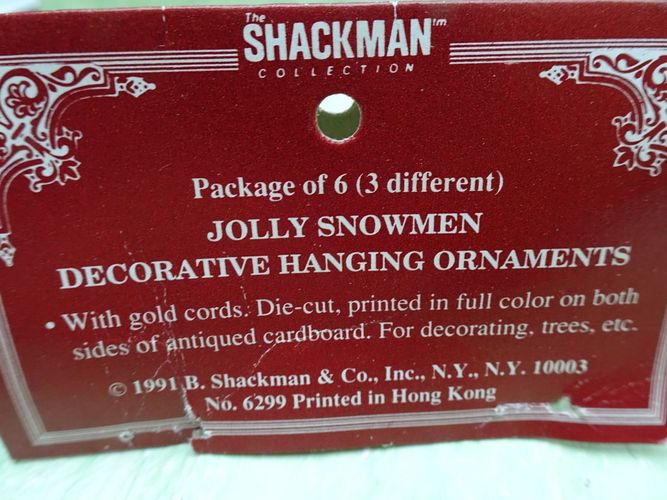 The
SHACKMAN™
COLLECTION
Package of 6 (3 different)
JOLLY SNOWMEN
DECORATIVE HANGING ORNAMENTS
• With gold cords. Die-cut, printed in full color on both
sides of antiqued cardboard. For decorating, trees, etc.
© 1991 B. Shackman & Co., Inc., N.Y., N.Y. 10003
No. 6299 Printed in Hong Kong